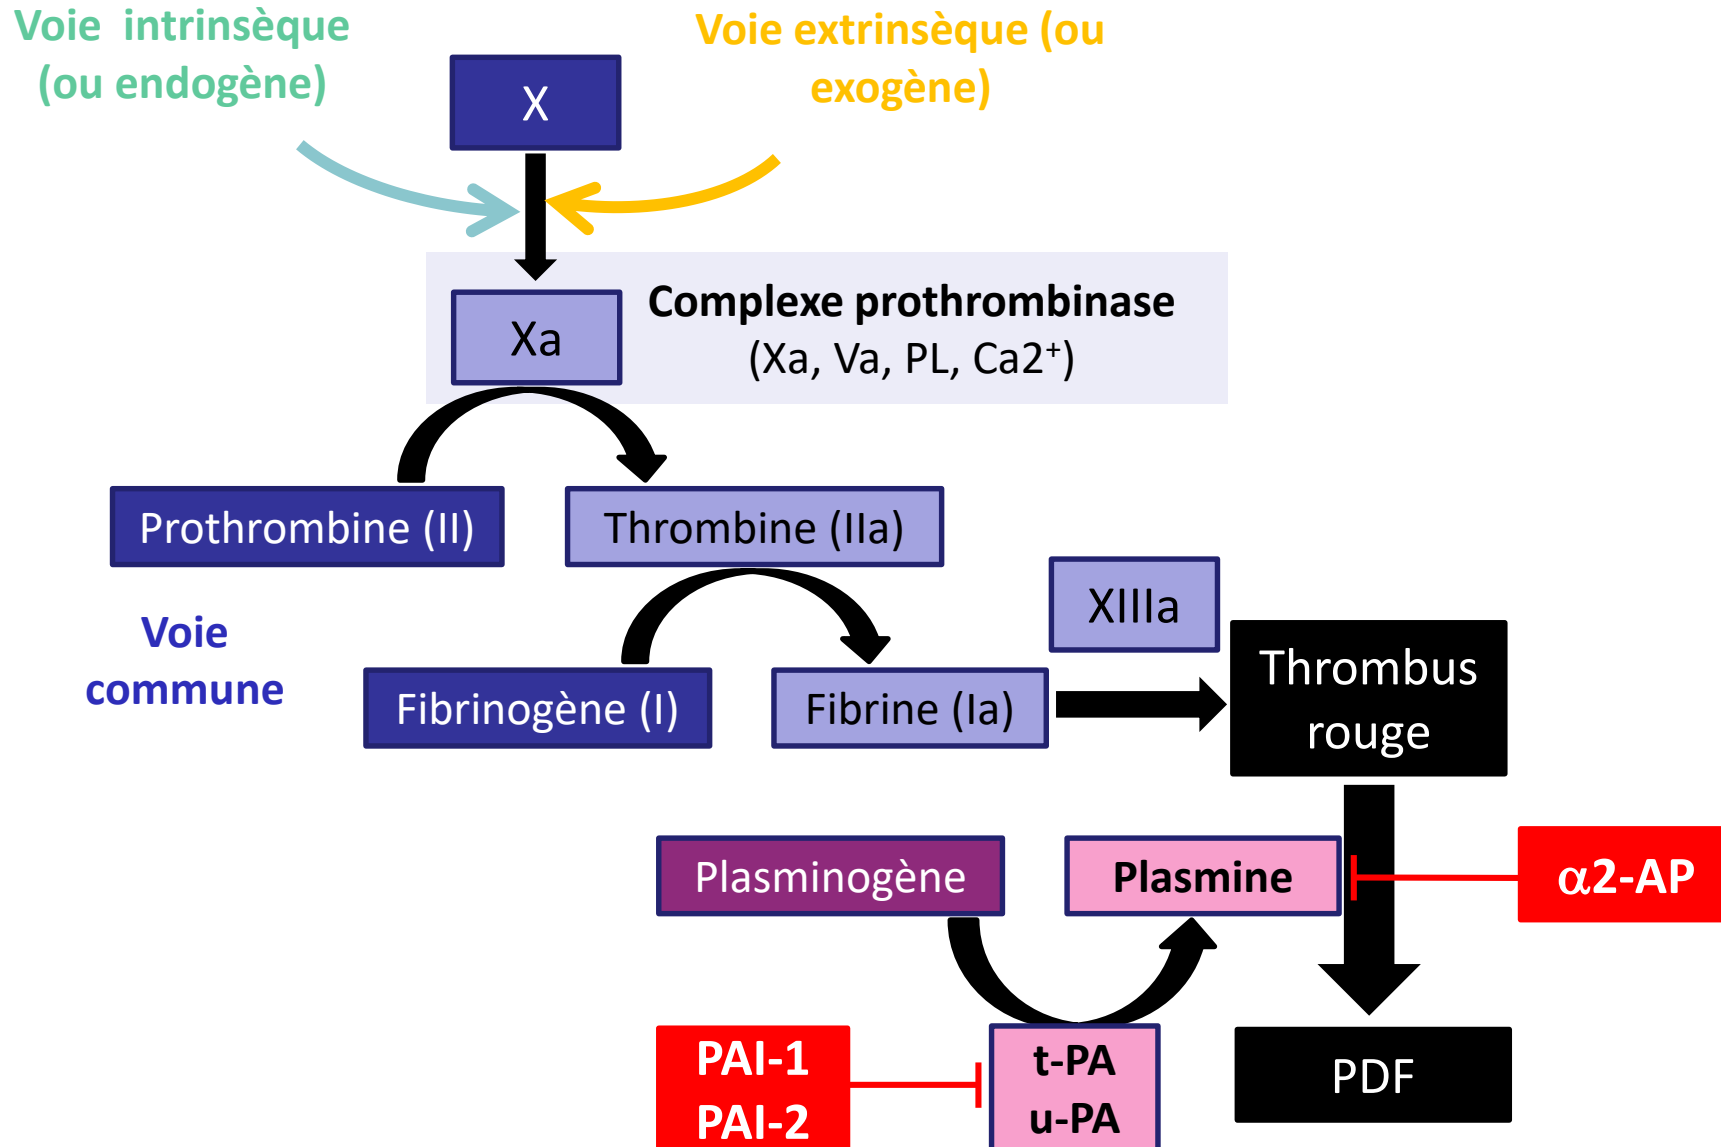 Voie  intrinsèque
(ou endogène)
Voie extrinsèque (ou
exogène)
X
Xa
Complexe prothrombinase
(Xa, Va, PL, Ca2⁺)
Prothrombine (II)
Thrombine (IIa)
XIIIa
Voie
commune
Fibrinogène (I)
Fibrine (Ia)
Thrombus
rouge
Plasminogène
Plasmine
α2-AP
PAI-1
PAI-2
t-PA
u-PA
PDF